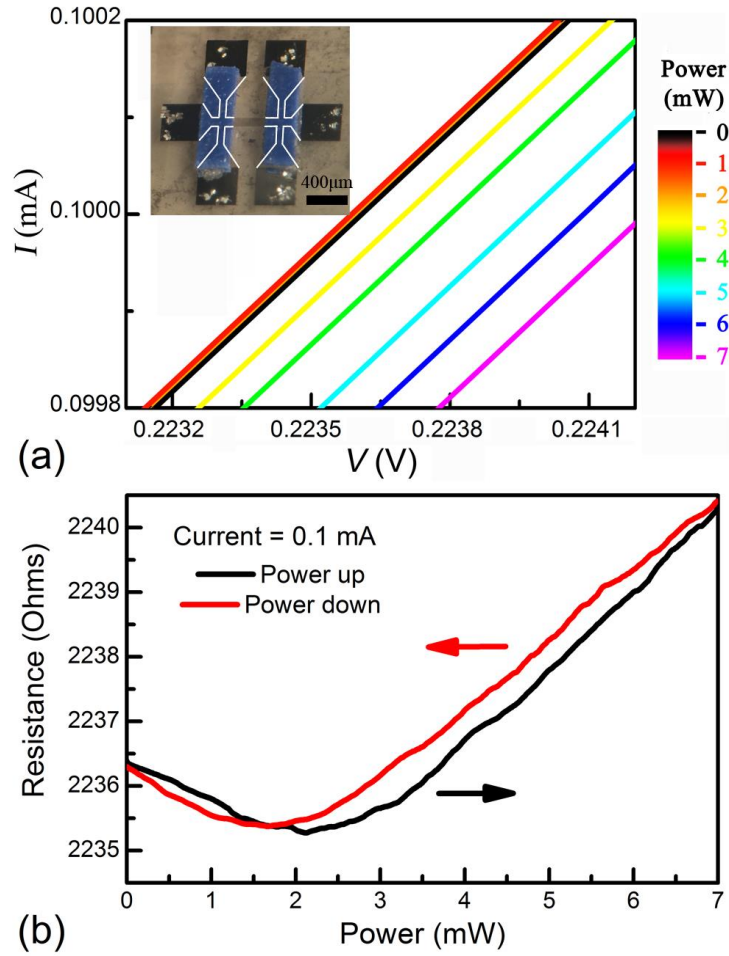 0.1002
0.1000
0.0998
I (mA)
400μm
Power
(mW)
0
1
2
3
4
5
6
7
0.2232 0.2235 0.2238 0.2241
V (V)
(a)
2240
2239
2238
2237
2236
2235
Resistance (Ohms)
Current = 0.1 mA
Power up
Power down
0 1 2 3 4 5 6 7
Power (mW)
(b)